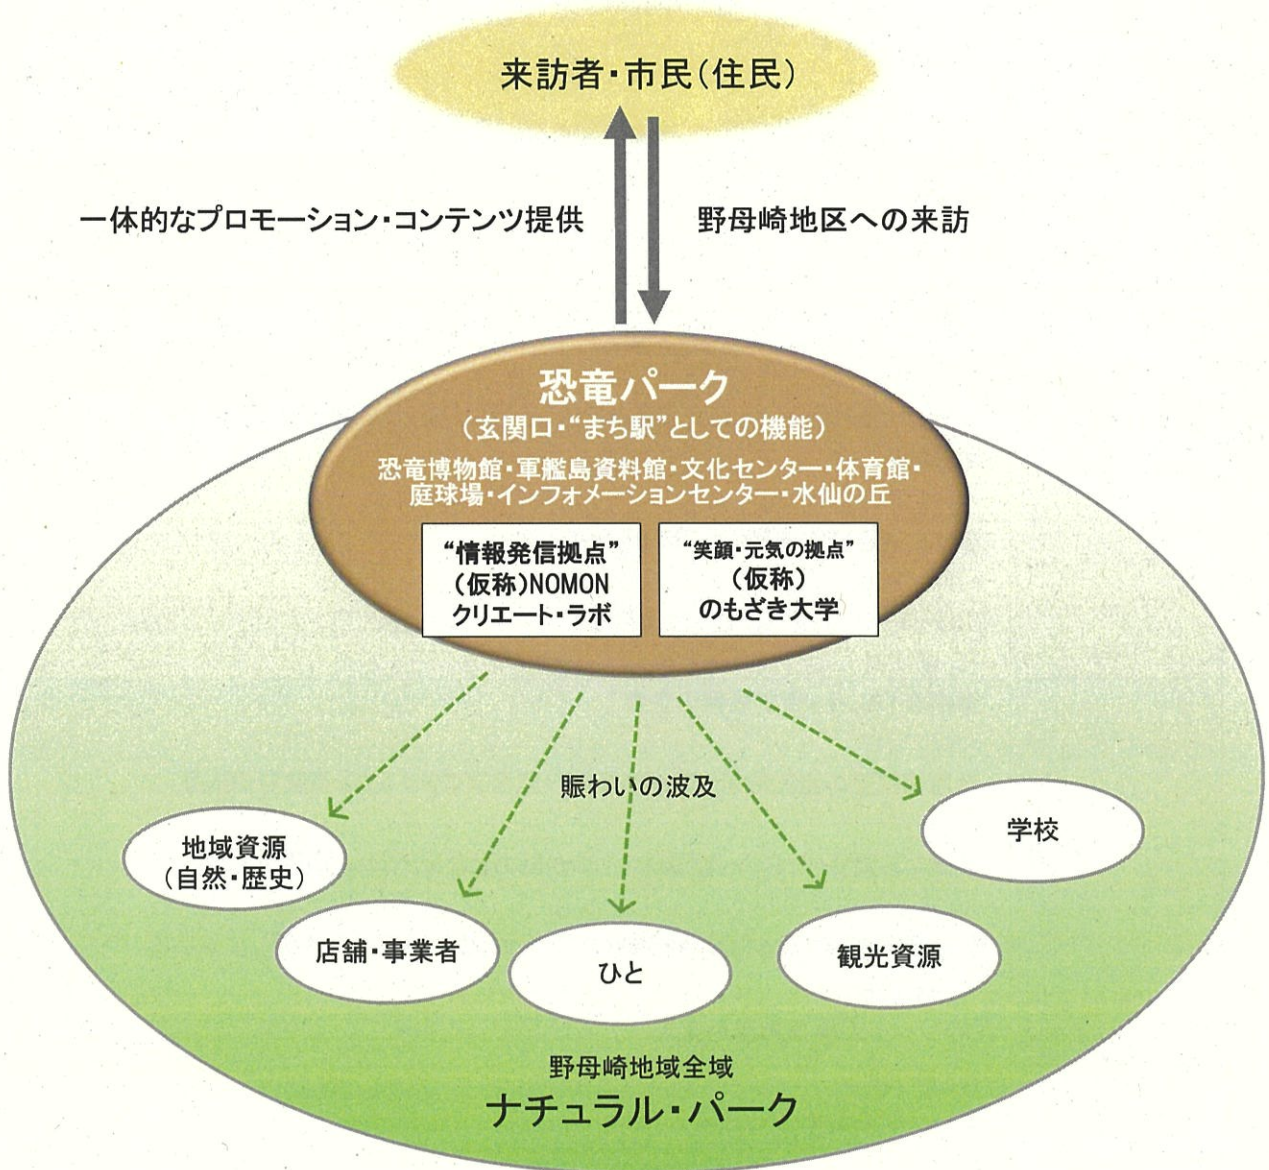 来訪者・市民(住民)
一体的なプロモーション・コンテンツ提供
野母崎地区への来訪
恐竜パーク
(玄関口・“まち駅”としての機能)
恐竜博物館・軍艦島資料館・文化センター・体育館・
庭球場・インフォメーションセンター・水仙の丘
“情報発信拠点”
(仮称)NOMON
クリエート・ラボ
“笑顔・元気の拠点”
(仮称)
のもざき大学
賑わいの波及
地域資源
(自然・歴史)
店舗・事業者
ひと
観光資源
学校
野母崎地域全域
ナチュラル・パーク